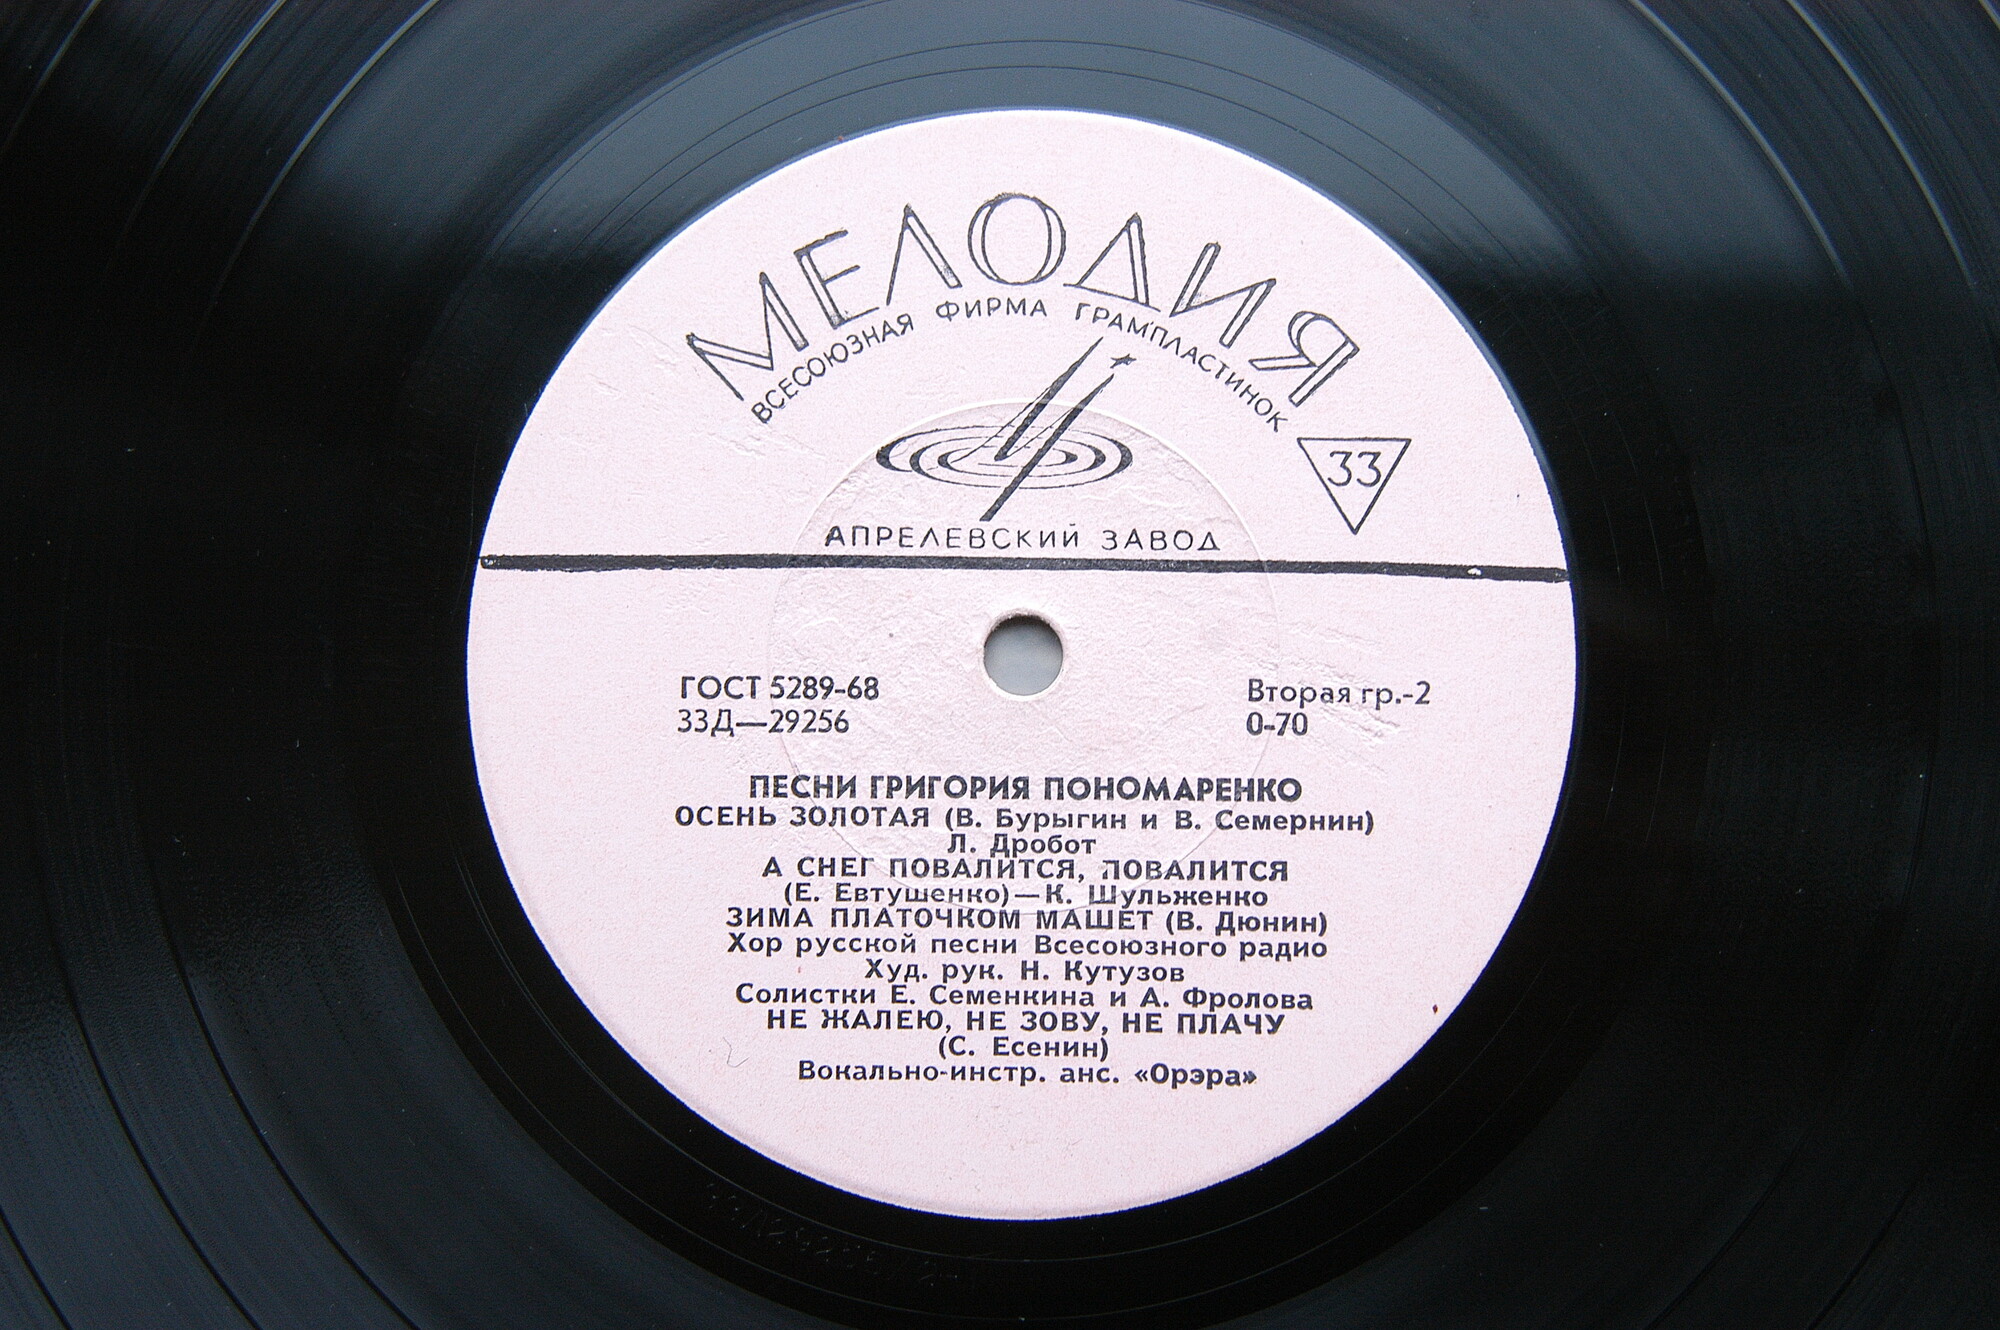 МЕЛОДИЯ
ВСЕСОЮЗНАЯ ФИРМА ГРАМПЛАСТИНОК
33
АПРЕЛЕВСКИЙ ЗАВОД
ГОСТ 5289-68
Вторая гр.-2
33Д—29256
0-70
ПЕСНИ ГРИГОРИЯ ПОНОМАРЕНКО
ОСЕНЬ ЗОЛОТАЯ (В. Бурыгин и В. Семернин)
Л. Дробот
А СНЕГ ПОВАЛИТСЯ, ПОВАЛИТСЯ
(Е. Евтушенко)—К. Шульженко
ЗИМА ПЛАТОЧКОМ МАШЕТ (В. Дюнин)
Хор русской песни Всесоюзного радио
Худ. рук. Н. Кутузов
Солистки Е. Семенкина и А. Фролова
НЕ ЖАЛЕЮ, НЕ ЗОВУ, НЕ ПЛАЧУ
(С. Есенин)
Вокально-инстр. анс. «Орэра»